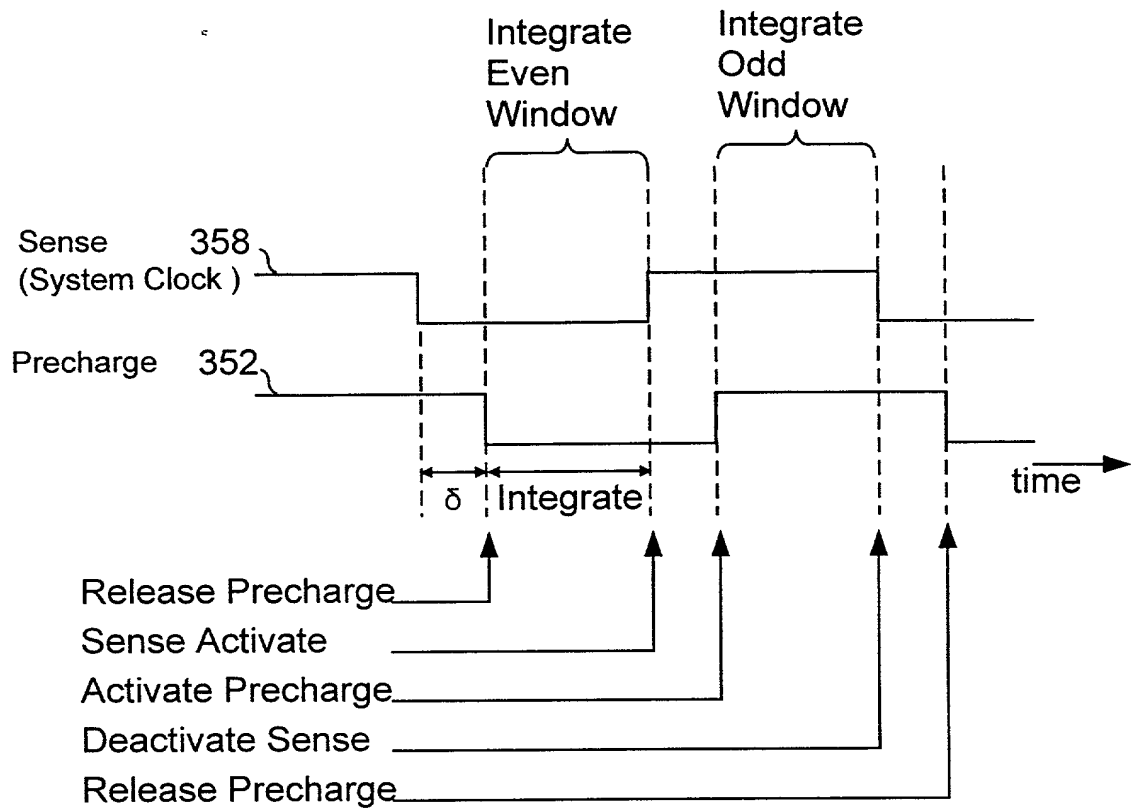 Integrate
Even
Window
Integrate
Odd
Window
Sense 358
(System Clock )
Precharge 352
time
δ Integrate
Release Precharge
Sense Activate
Activate Precharge
Deactivate Sense
Release Precharge